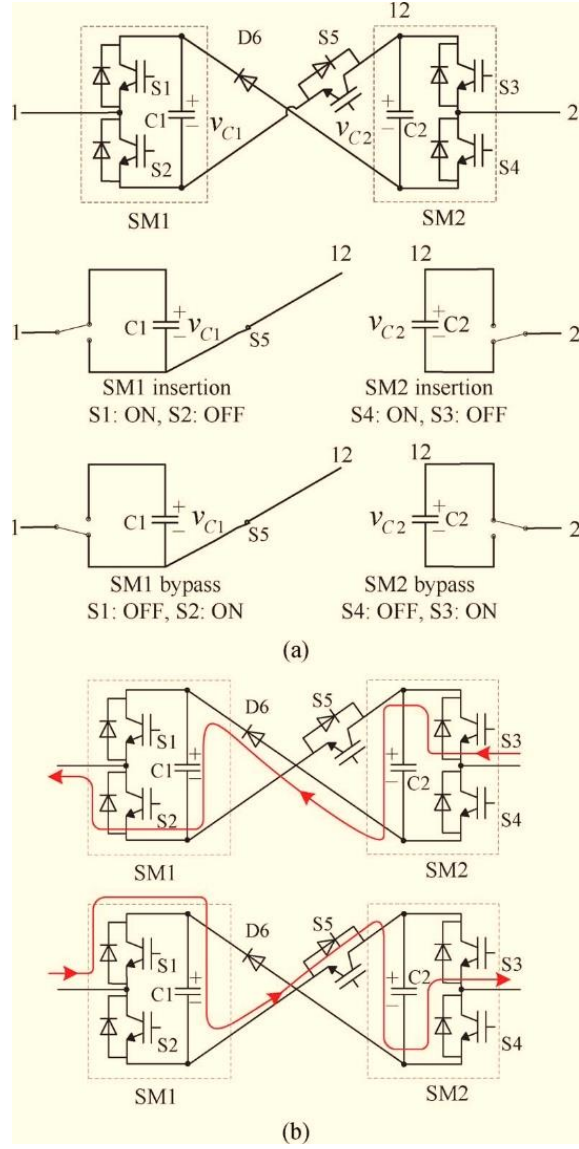 12
D6 S5
S1 S3
1 C1 + − vC1 vC2 + − C2 2
S2 S4
SM1 SM2
12 12
1 C1 + − vC1 S5 vC2 + − C2 2
SM1 insertion SM2 insertion
S1: ON, S2: OFF S4: ON, S3: OFF
12 12
1 C1 + − vC1 S5 vC2 + − C2 2
SM1 bypass SM2 bypass
S1: OFF, S2: ON S4: OFF, S3: ON
(a)
D6 S5
S1 S3
C1 + − + − C2
S2 S4
SM1 SM2
D6 S5
S1 S3
C1 + − + − C2
S2 S4
SM1 SM2
(b)